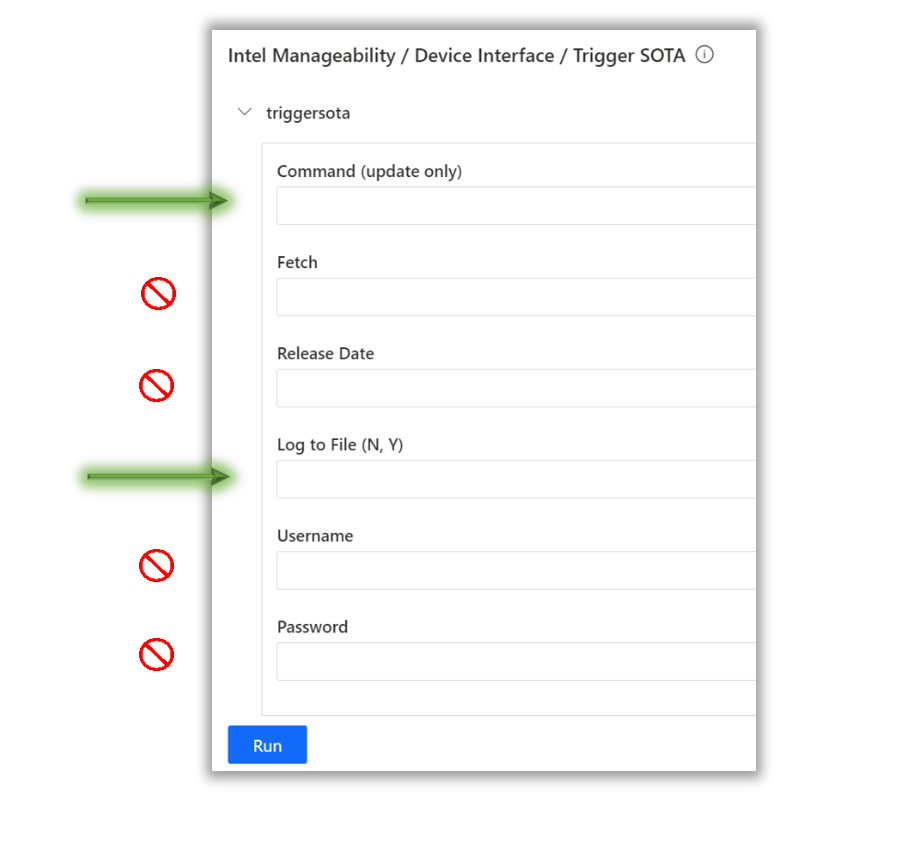 Intel Manageability / Device Interface / Trigger SOTA
triggersota
Command (update only)
Fetch
Release Date
Log to File (N, Y)
Username
Password
Run